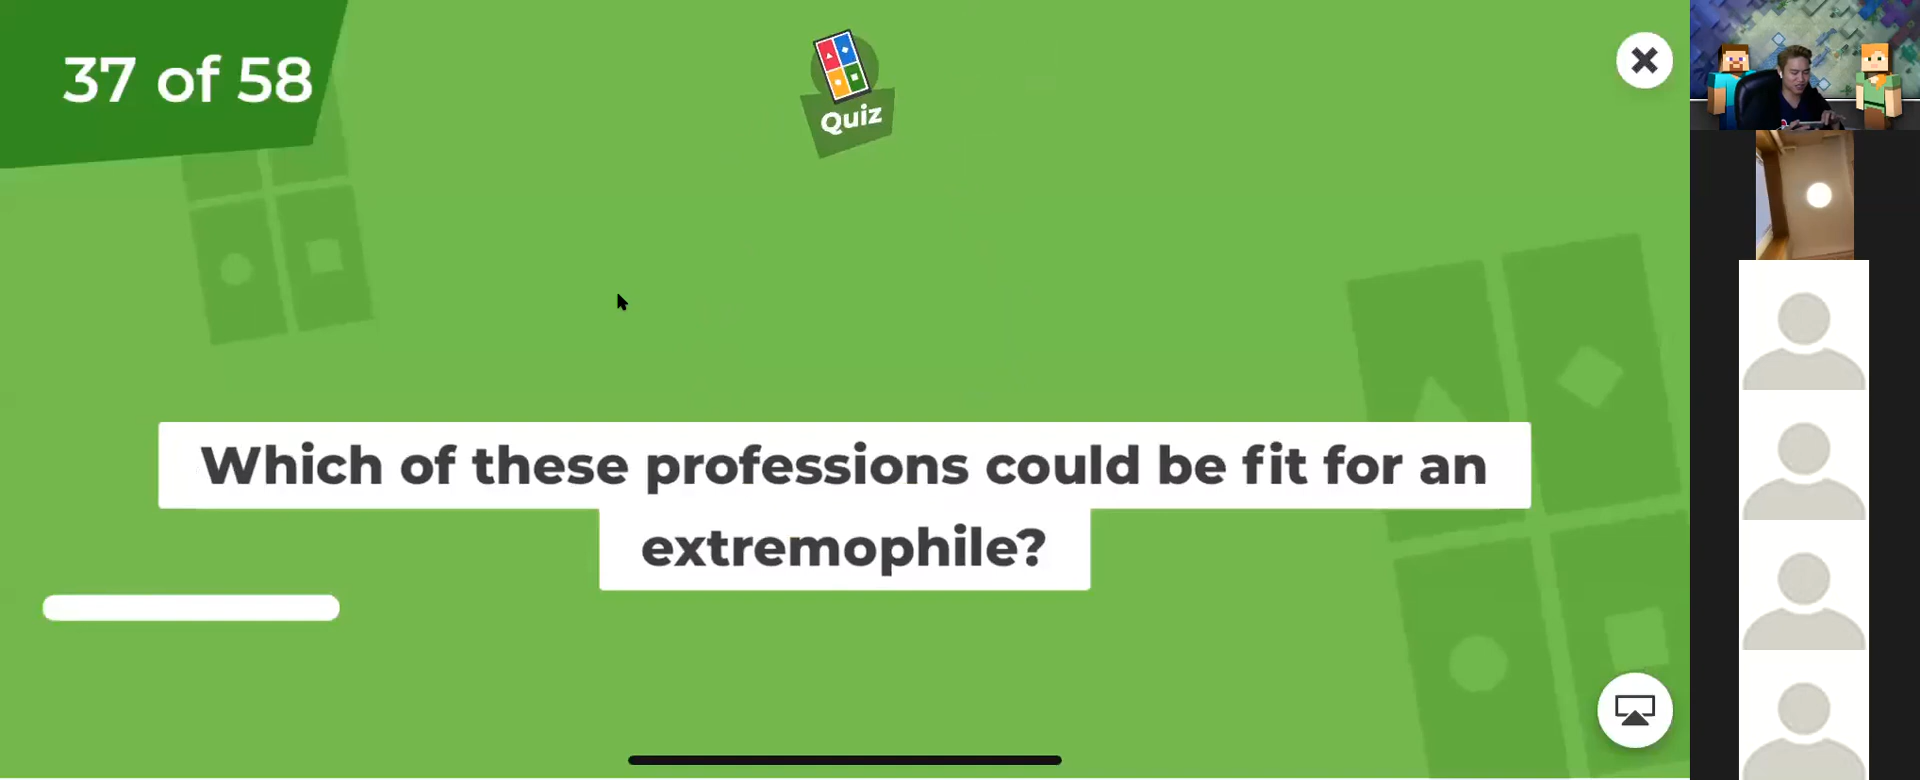 37 of 58
Quiz
Which of these professions could be fit for an
extremophile?